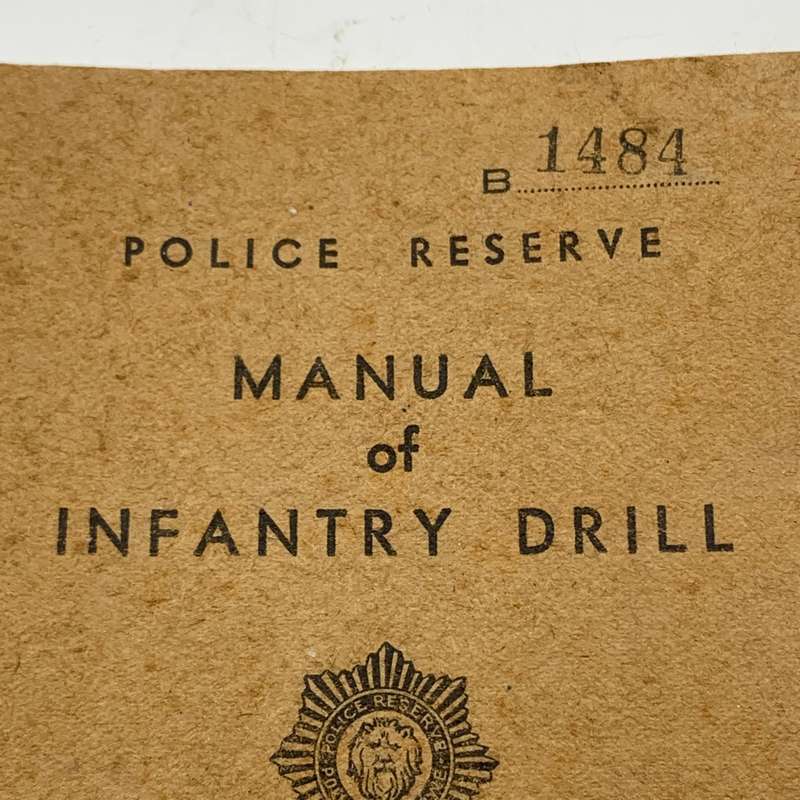 B 1484
POLICE RESERVE
MANUAL
of
INFANTRY DRILL
POLICE RESERVE